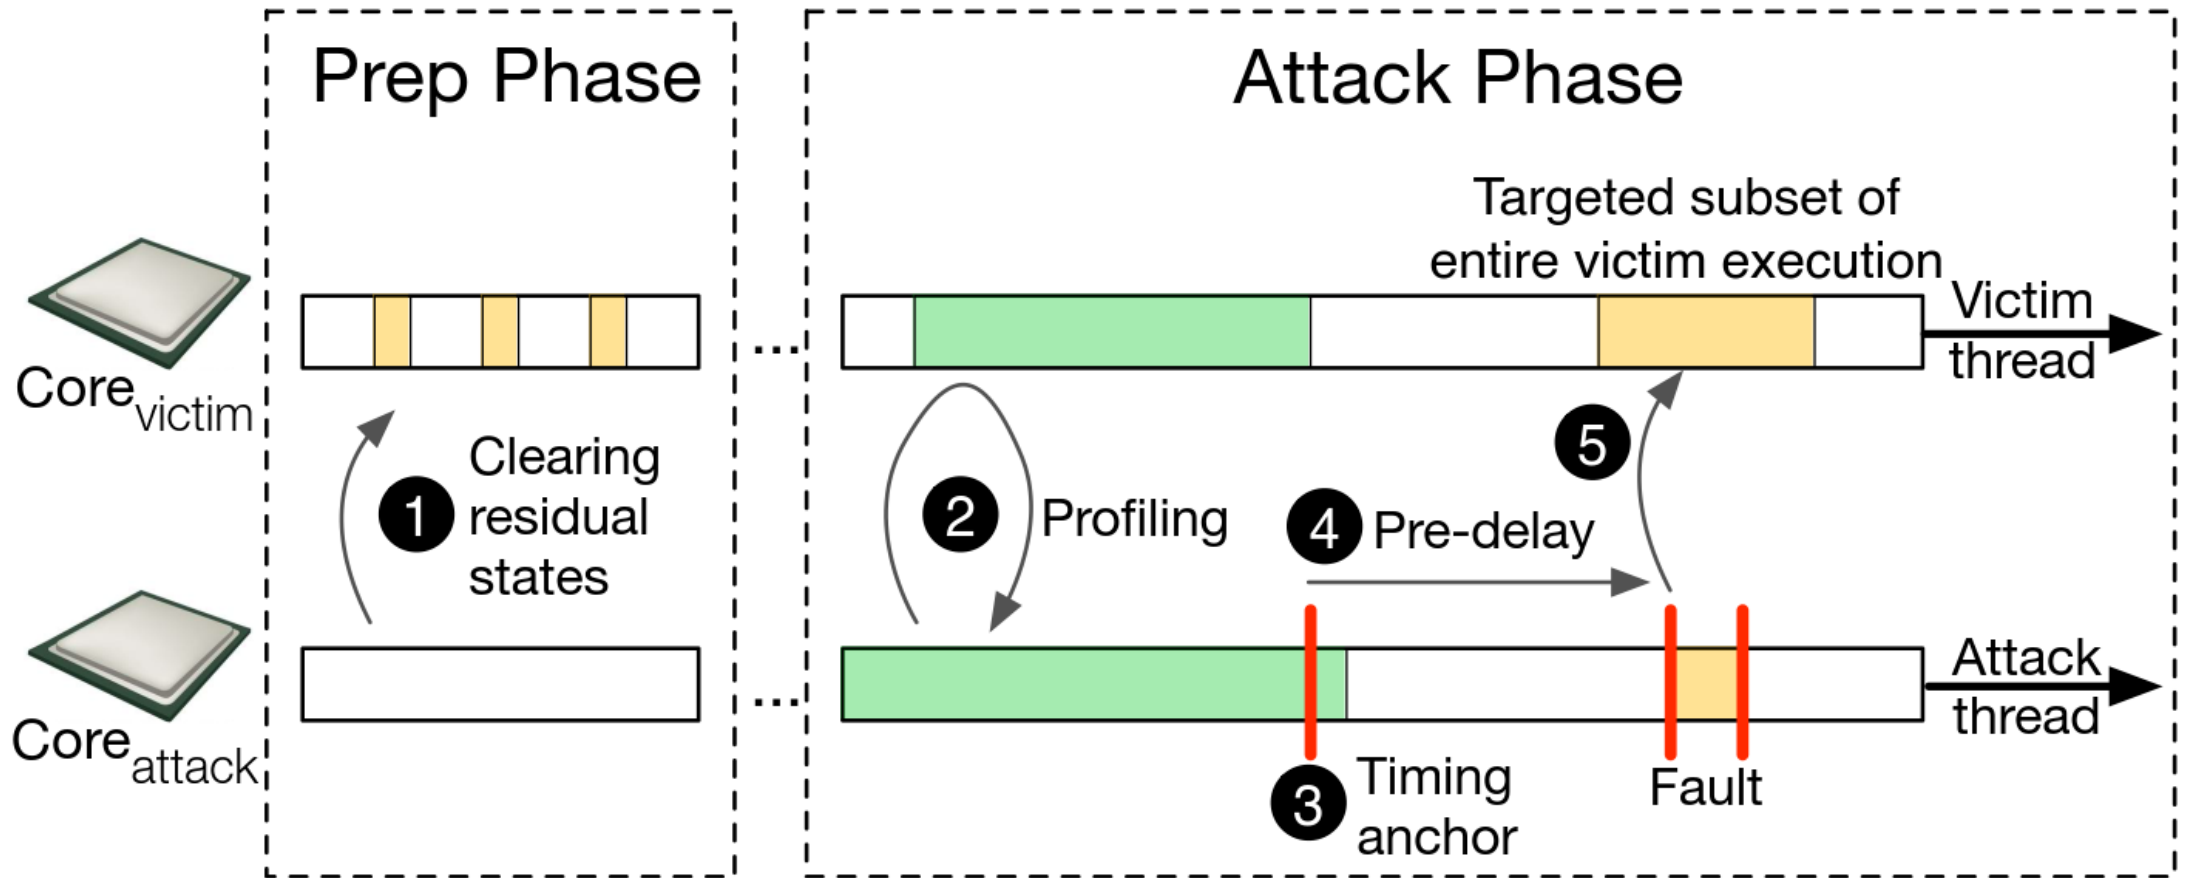 Prep Phase
Attack Phase
Targeted subset of
entire victim execution
Victim
thread
...
Core victim
1
Clearing
residual
states
2
Profiling
3
Timing
anchor
4
Pre-delay
5
Fault
Core attack
...
Attack
thread